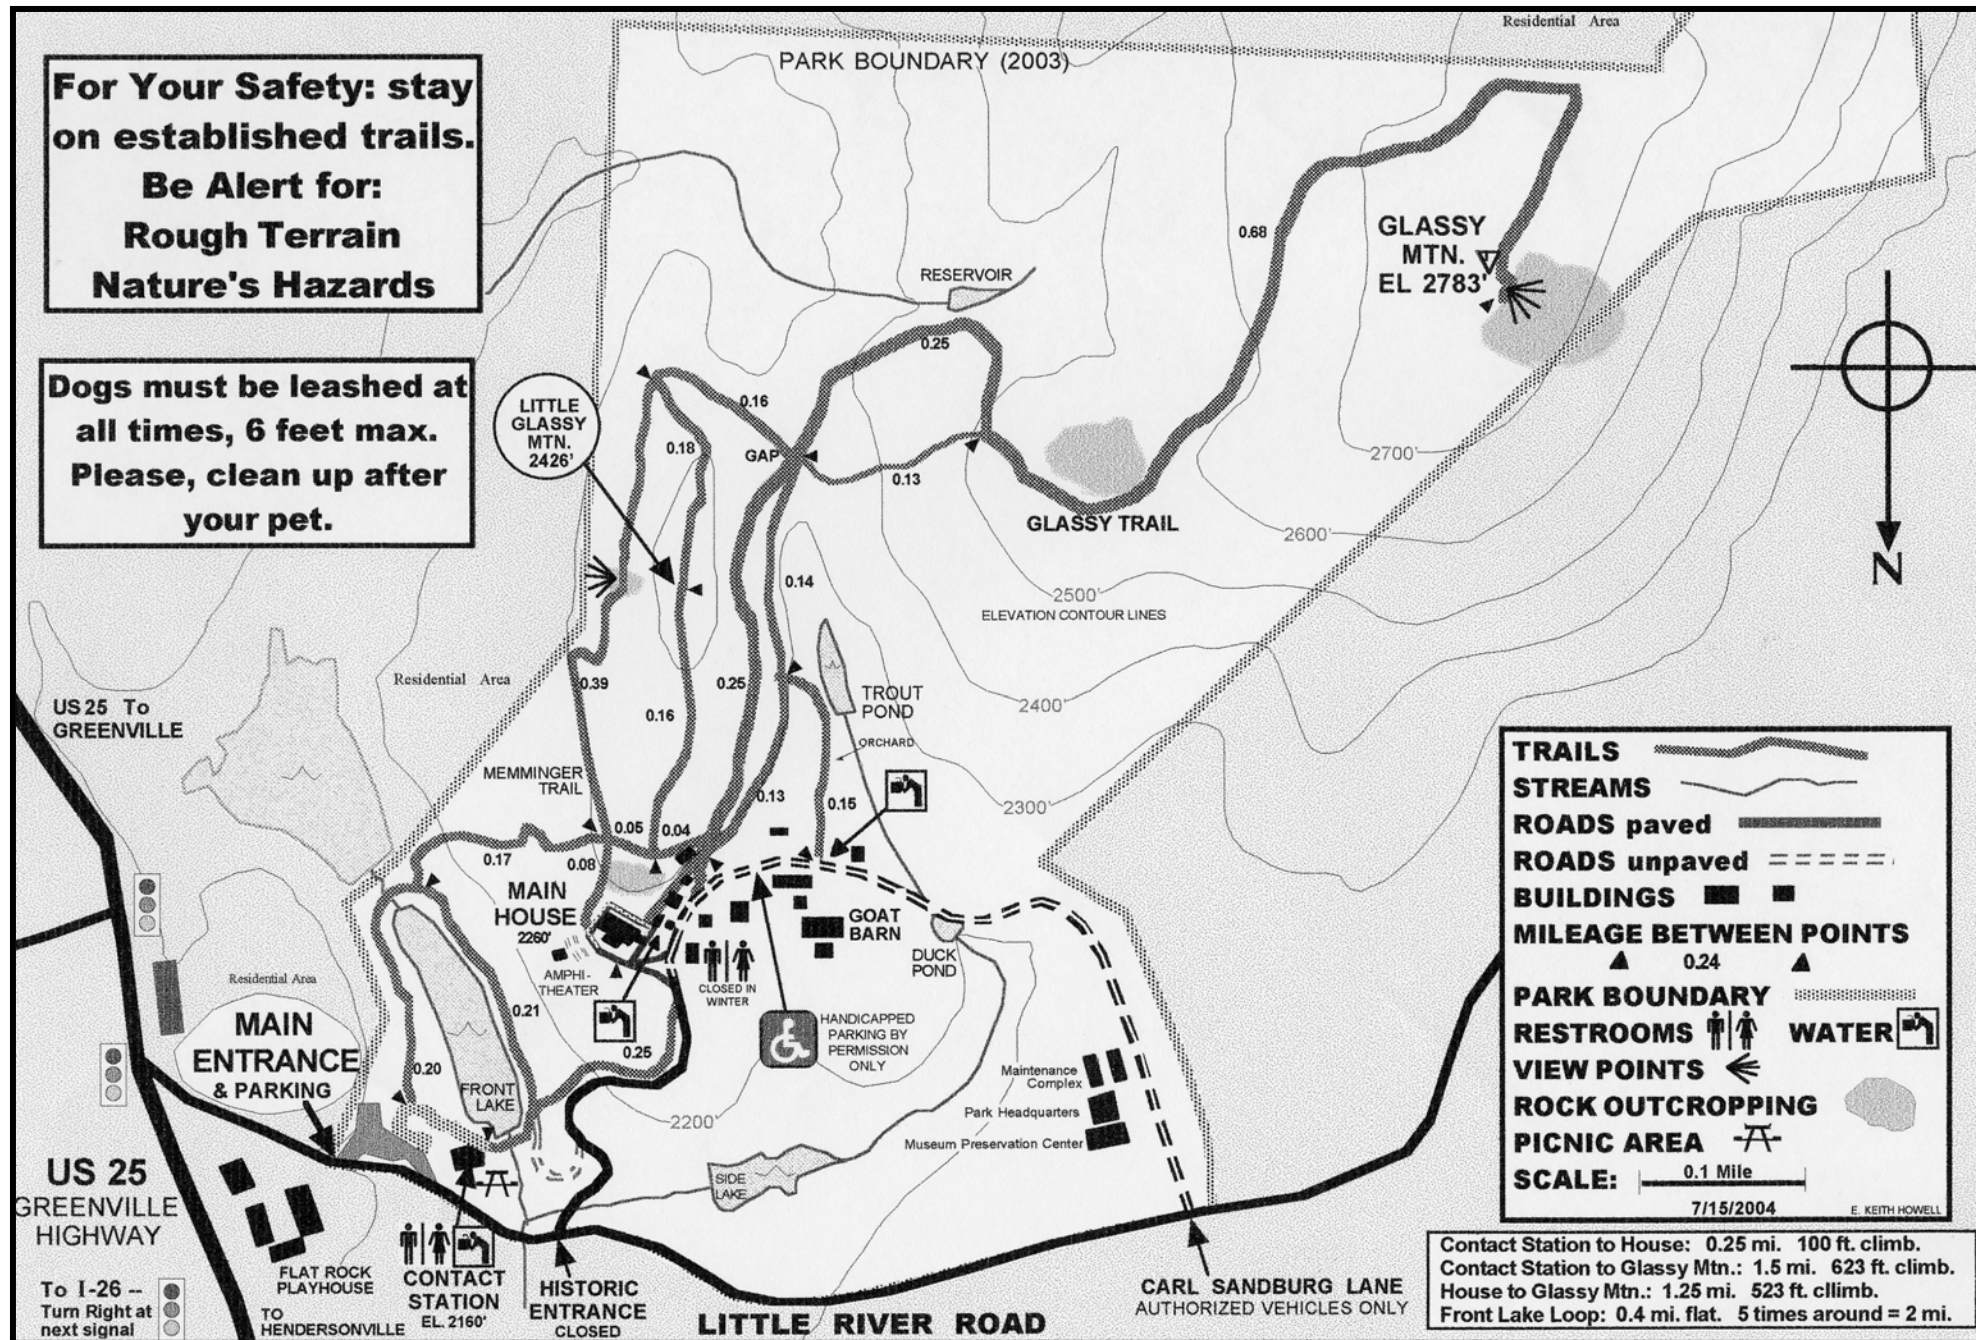 Residential Area
PARK BOUNDARY (2003)
For Your Safety: stay
on established trails.
Be Alert for:
Rough Terrain
Nature's Hazards
Dogs must be leashed at
all times, 6 feet max.
Please, clean up after
your pet.
0.68
GLASSY
MTN.
EL 2783'
RESERVOIR
0.25
0.16
LITTLE
GLASSY
MTN.
2426'
0.18
GAP
0.13
GLASSY TRAIL
2700'
2600'
2500'
ELEVATION CONTOUR LINES
2400'
2300'
N
0.14
Residential Area
0.39
0.25
0.16
TROUT
POND
ORCHARD
US 25 To
GREENVILLE
MEMMINGER
TRAIL
0.13
0.15
0.05
0.04
0.17
0.08
MAIN
HOUSE
2260'
GOAT
BARN
DUCK
POND
AMPHI-
THEATER
CLOSED IN
WINTER
HANDICAPPED
PARKING BY
PERMISSION
ONLY
Residential Area
MAIN
ENTRANCE
& PARKING
0.21
0.25
0.20
FRONT
LAKE
2200'
SIDE
LAKE
Maintenance
Complex
Park Headquarters
Museum Preservation Center
US 25
GREENVILLE
HIGHWAY
FLAT ROCK
PLAYHOUSE
To I-26 --
Turn Right at
next signal
TO
HENDERSONVILLE
CONTACT
STATION
EL. 2160'
HISTORIC
ENTRANCE
CLOSED
LITTLE RIVER ROAD
CARL SANDBURG LANE
AUTHORIZED VEHICLES ONLY
TRAILS
STREAMS
ROADS paved
ROADS unpaved
BUILDINGS
MILEAGE BETWEEN POINTS
0.24
PARK BOUNDARY
RESTROOMS WATER
VIEW POINTS
ROCK OUTCROPPING
PICNIC AREA
SCALE: 0.1 Mile
7/15/2004 E. KEITH HOWELL
Contact Station to House: 0.25 mi. 100 ft. climb.
Contact Station to Glassy Mtn.: 1.5 mi. 623 ft. climb.
House to Glassy Mtn.: 1.25 mi. 523 ft. cllimb.
Front Lake Loop: 0.4 mi. flat. 5 times around = 2 mi.